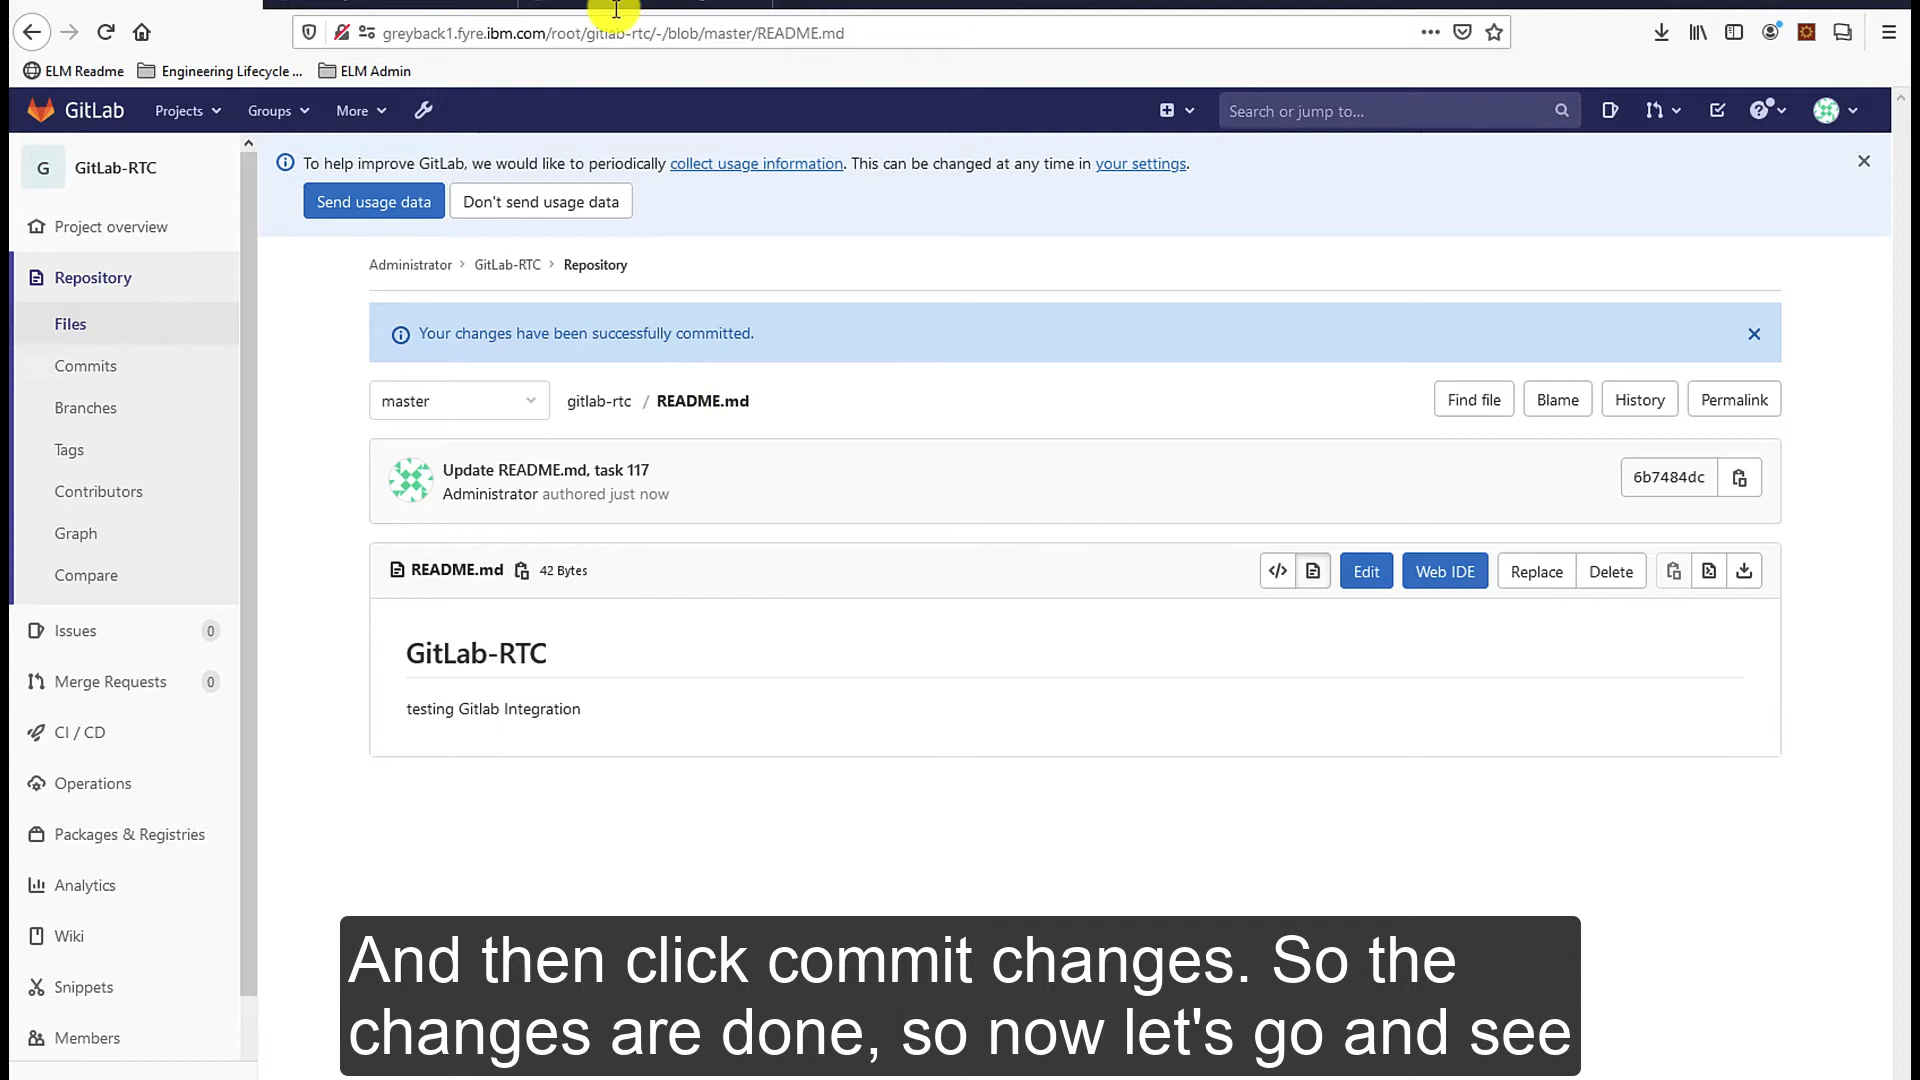 greyback1.fyre.ibm.com/root/gitlab-rtc/-/blob/master/README.md
ELM Readme Engineering Lifecycle ... ELM Admin
GitLab Projects Groups More Search or jump to...
G GitLab-RTC
To help improve GitLab, we would like to periodically collect usage information. This can be changed at any time in your settings.
Send usage data Don't send usage data
Project overview
Repository
Files
Commits
Branches
Tags
Contributors
Graph
Compare
Issues 0
Merge Requests 0
CI / CD
Operations
Packages & Registries
Analytics
Wiki
Snippets
Members
Administrator > GitLab-RTC > Repository
Your changes have been successfully committed.
master gitlab-rtc / README.md Find file Blame History Permalink
Update README.md, task 117
Administrator authored just now
6b7484dc
README.md 42 Bytes Edit Web IDE Replace Delete
GitLab-RTC
testing Gitlab Integration
And then click commit changes. So the
changes are done, so now let's go and see